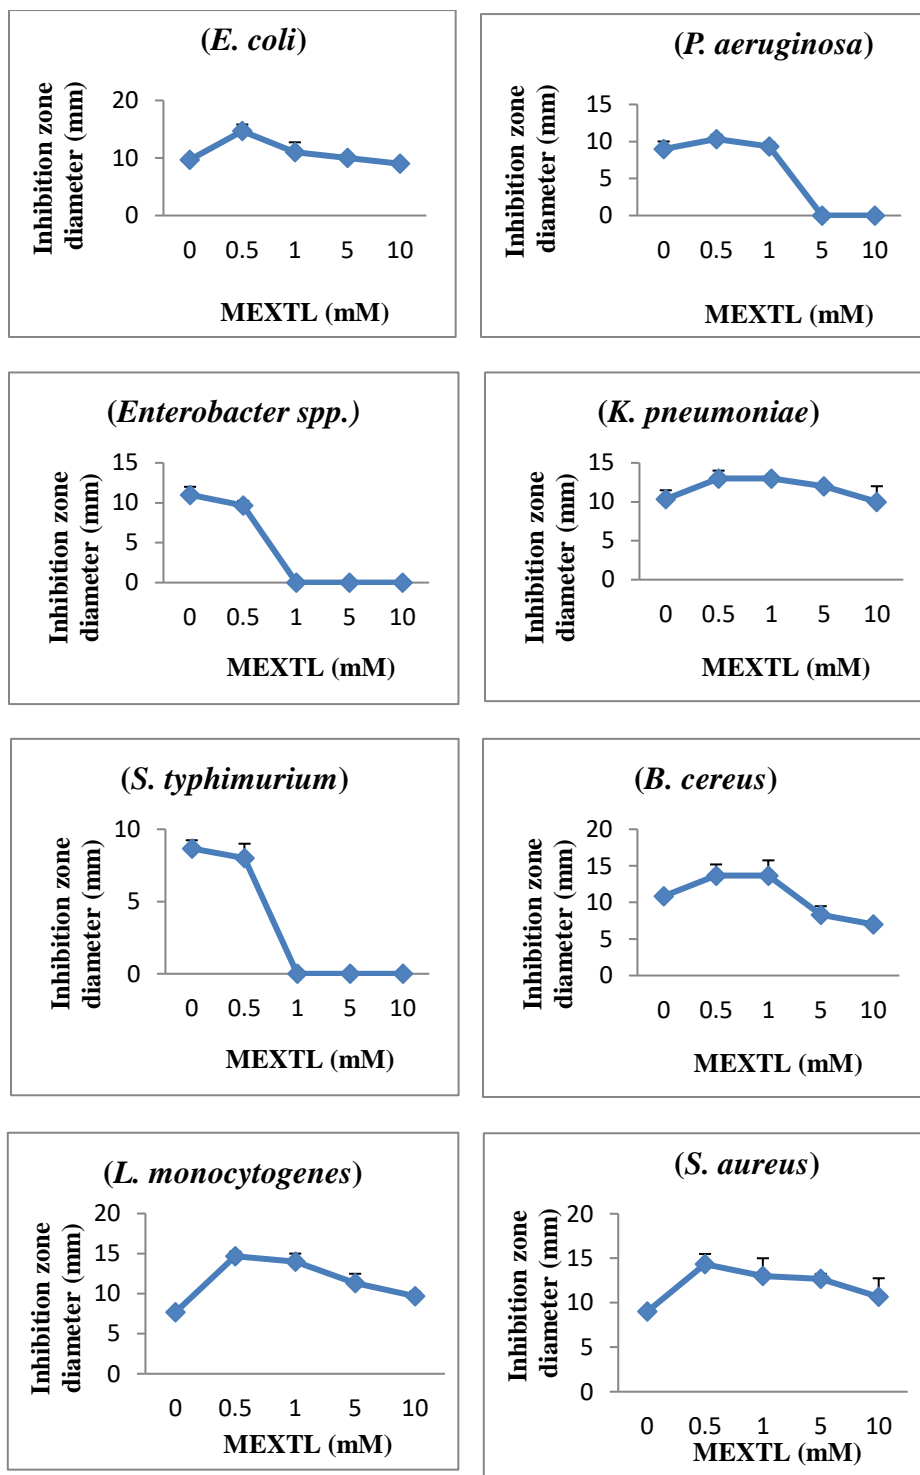 (E. coli)
Inhibition zone
diameter (mm)
20
10
0
0 0.5 1 5 10
MEXTL (mM)
(P. aeruginosa)
Inhibition zone
diameter (mm)
15
10
5
0
0 0.5 1 5 10
MEXTL (mM)
(Enterobacter spp.)
Inhibition zone
diameter (mm)
15
10
5
0
0 0.5 1 5 10
MEXTL (mM)
(K. pneumoniae)
Inhibition zone
diameter (mm)
15
10
5
0
0 0.5 1 5 10
MEXTL (mM)
(S. typhimurium)
Inhibition zone
diameter (mm)
10
5
0
0 0.5 1 5 10
MEXTL (mM)
(B. cereus)
Inhibition zone
diameter (mm)
20
15
10
5
0
0 0.5 1 5 10
MEXTL (mM)
(L. monocytogenes)
Inhibition zone
diameter (mm)
20
15
10
5
0
0 0.5 1 5 10
MEXTL (mM)
(S. aureus)
Inhibition zone
diameter (mm)
20
15
10
5
0
0 0.5 1 5 10
MEXTL (mM)